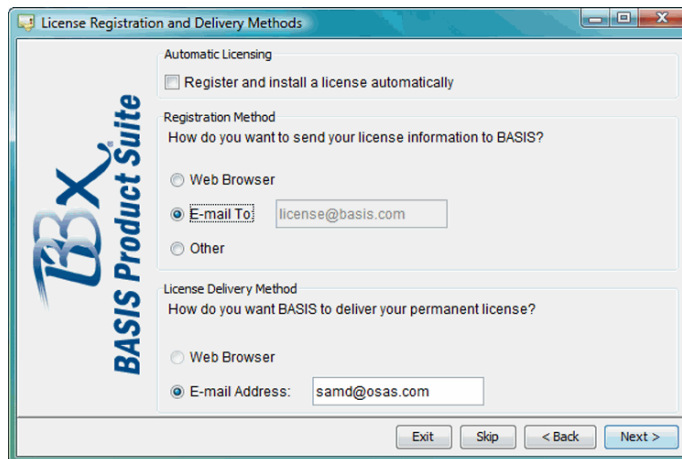 License Registration and Delivery Methods
Automatic Licensing
Register and install a license automatically
Registration Method
How do you want to send your license information to BASIS?
Web Browser
E-mail To:
license@basis.com
Other
License Delivery Method
How do you want BASIS to deliver your permanent license?
Web Browser
E-mail Address:
samd@osas.com
BBx®
BASIS Product Suite
Exit
Skip
< Back
Next >